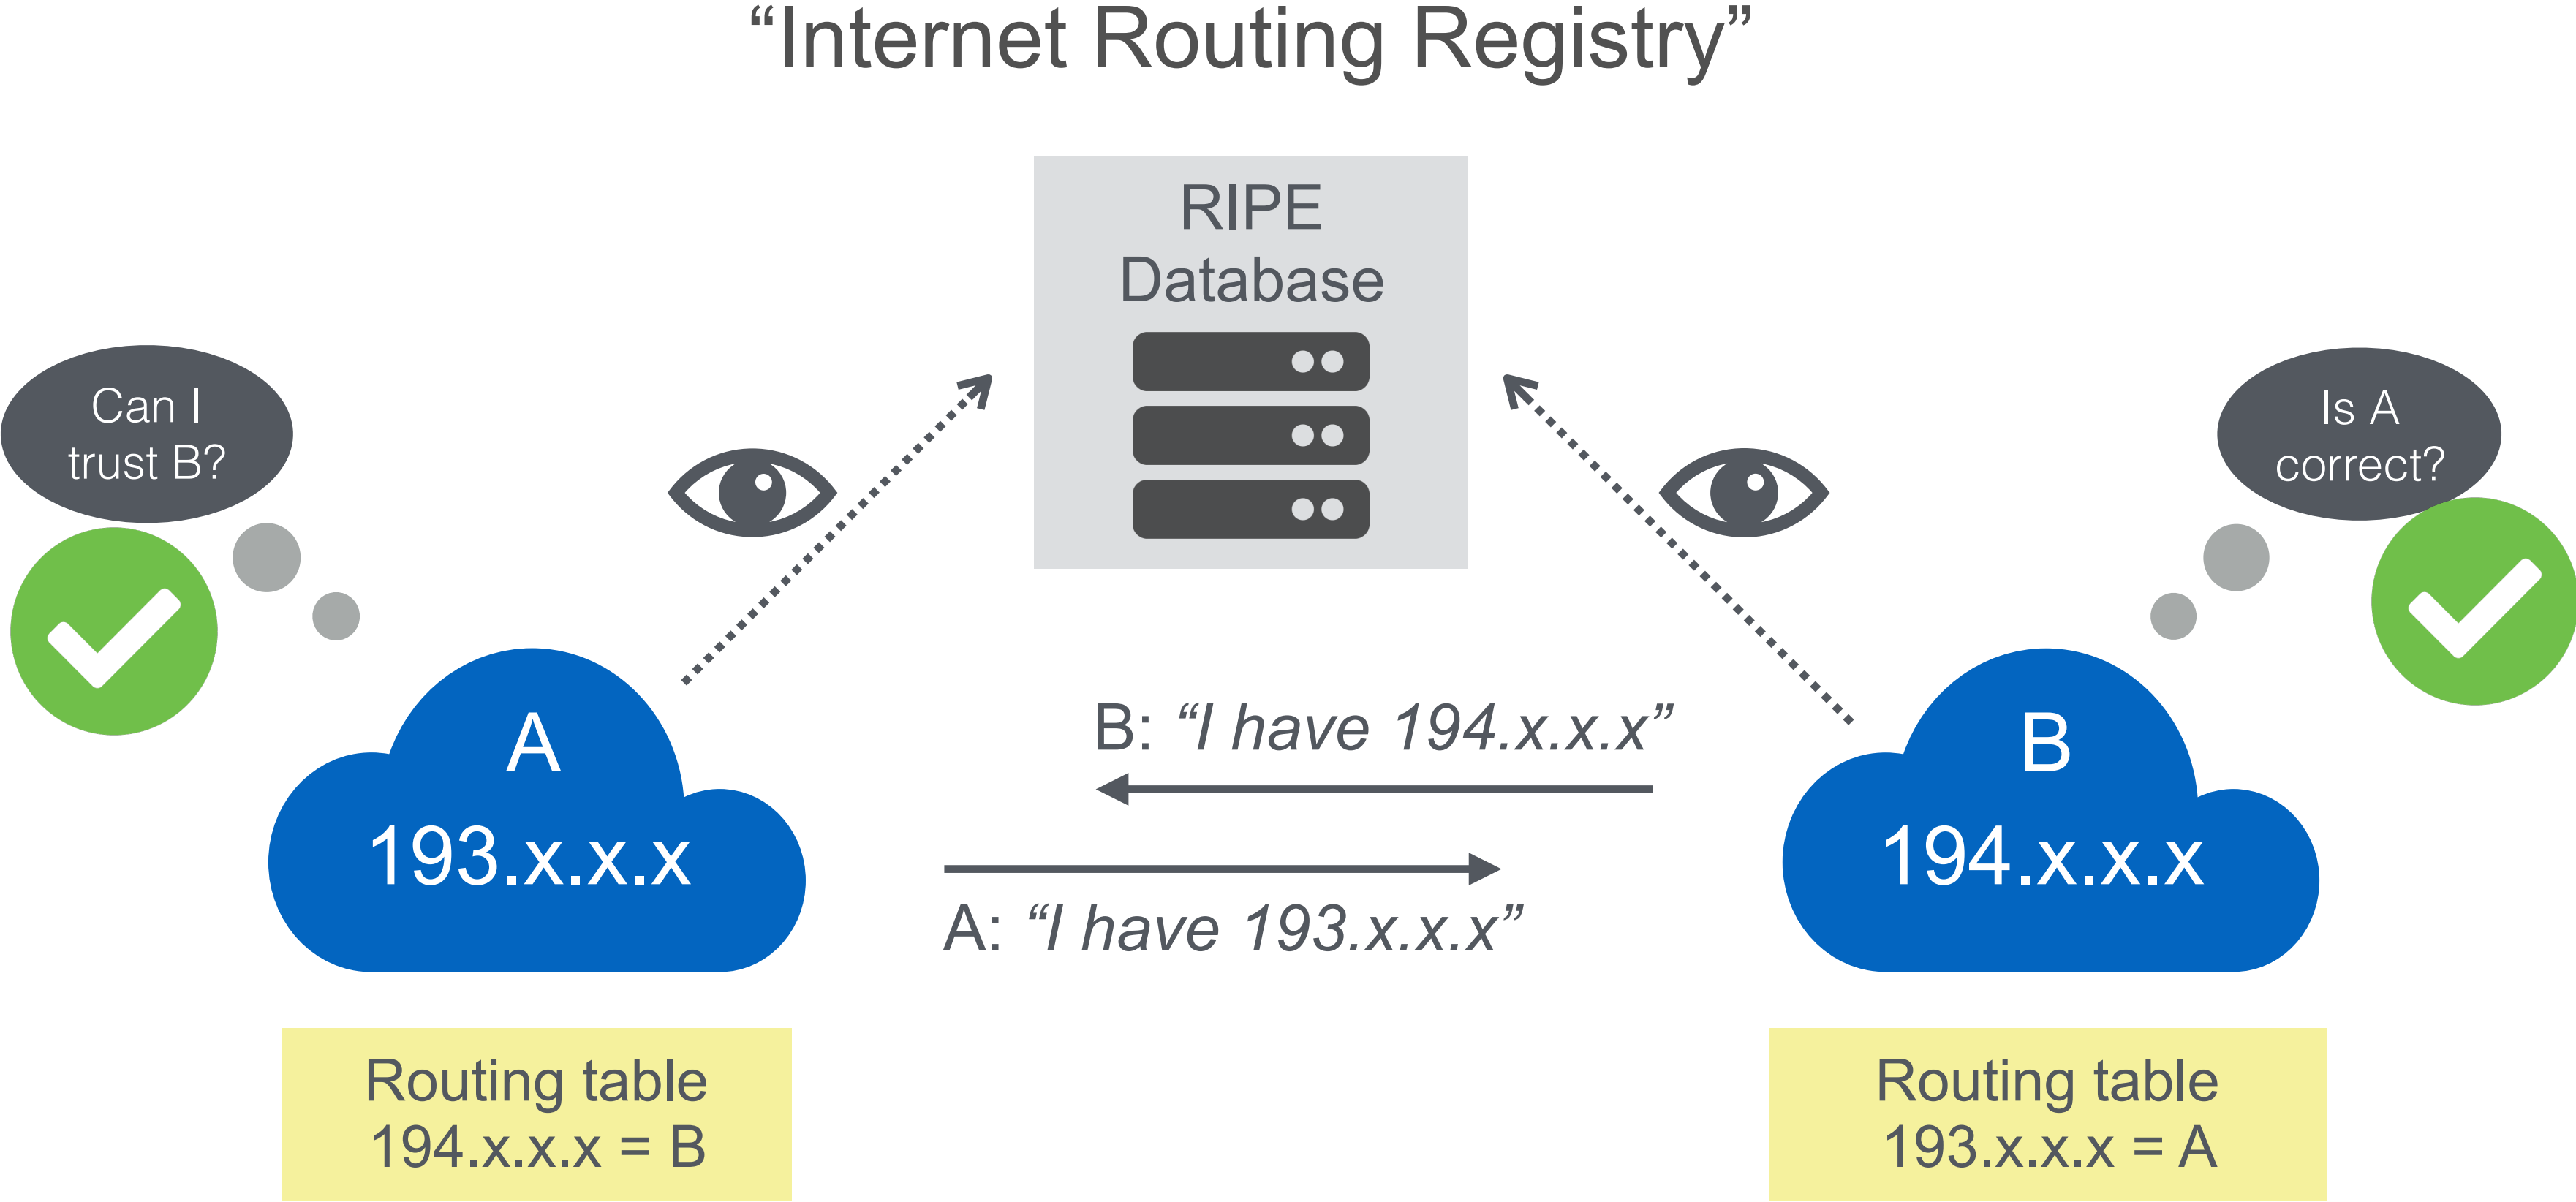 “Internet Routing Registry”
RIPE
Database
Can I
trust B?
Is A
correct?
A
193.x.x.x
B: “I have 194.x.x.x”
A: “I have 193.x.x.x”
B
194.x.x.x
Routing table
194.x.x.x = B
Routing table
193.x.x.x = A